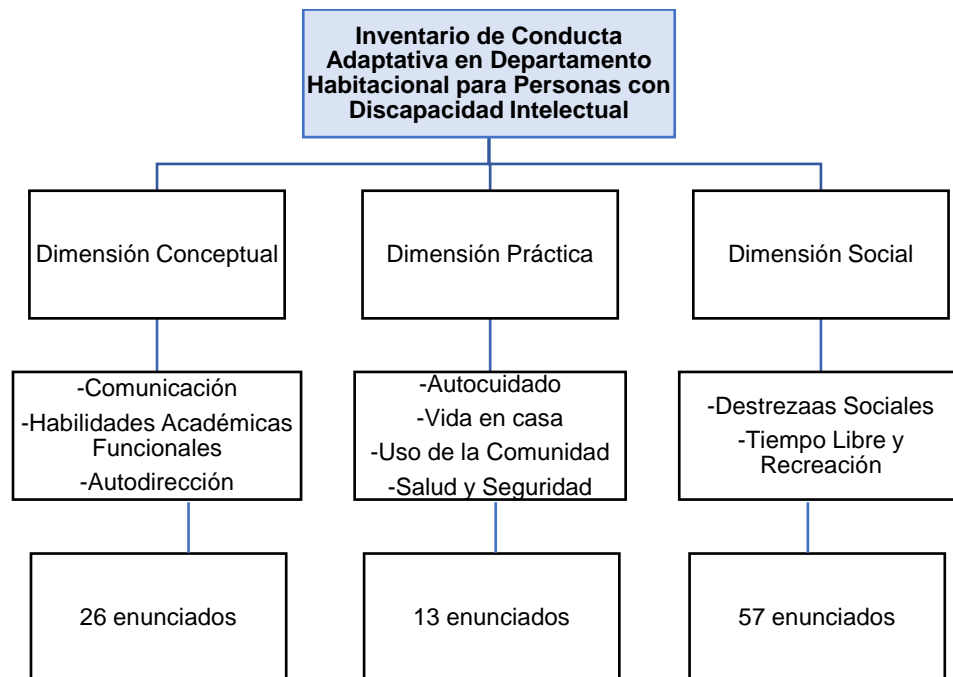 Inventario de Conducta
Adaptativa en Departamento
Habitacional para Personas con
Discapacidad Intelectual
Dimensión Conceptual
Dimensión Práctica
Dimensión Social
-Comunicación
-Habilidades Académicas
Funcionales
-Autodirección
-Autocuidado
-Vida en casa
-Uso de la Comunidad
-Salud y Seguridad
-Destrezaas Sociales
-Tiempo Libre y
Recreación
26 enunciados
13 enunciados
57 enunciados